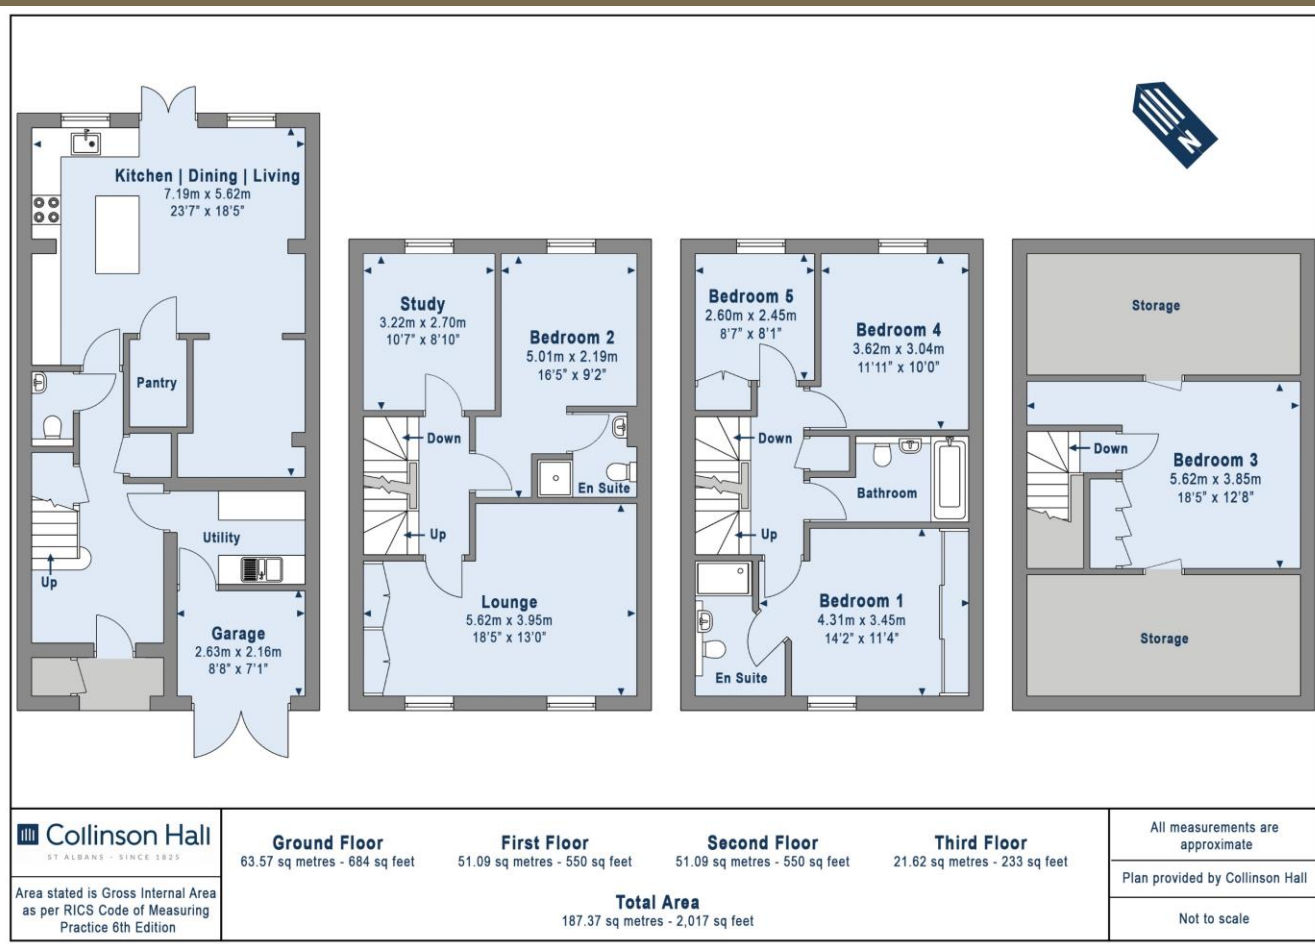 N
Kitchen | Dining | Living
7.19m x 5.62m
23'7" x 18'5"
Pantry
Utility
Up
Garage
2.63m x 2.16m
8'8" x 7'1"
Study
3.22m x 2.70m
10'7" x 8'10"
Bedroom 2
5.01m x 2.19m
16'5" x 9'2"
Down
En Suite
Up
Lounge
5.62m x 3.95m
18'5" x 13'0"
Bedroom 5
2.60m x 2.45m
8'7" x 8'1"
Bedroom 4
3.62m x 3.04m
11'11" x 10'0"
Down
Bathroom
Up
Bedroom 1
4.31m x 3.45m
14'2" x 11'4"
En Suite
Storage
Down
Bedroom 3
5.62m x 3.85m
18'5" x 12'8"
Storage
Collinson Hall
ST ALBANS - SINCE 1825
Area stated is Gross Internal Area
as per RICS Code of Measuring
Practice 6th Edition
Ground Floor
63.57 sq metres - 684 sq feet
First Floor
51.09 sq metres - 550 sq feet
Second Floor
51.09 sq metres - 550 sq feet
Third Floor
21.62 sq metres - 233 sq feet
Total Area
187.37 sq metres - 2,017 sq feet
All measurements are
approximate
Plan provided by Collinson Hall
Not to scale